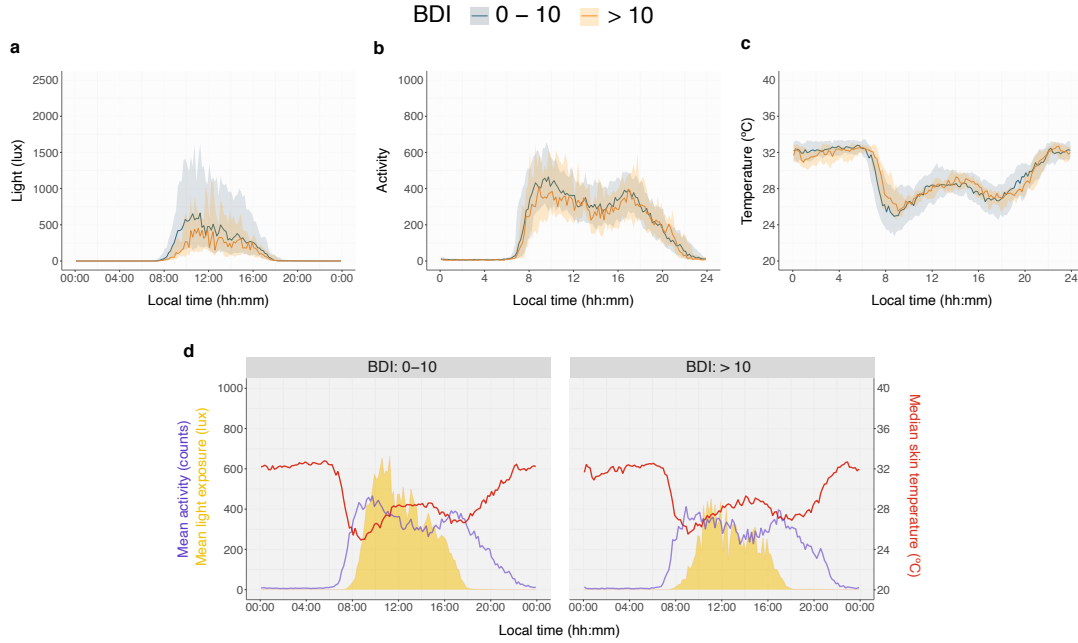 BDI 0 – 10 > 10
a
b
c
Light (lux)
2500
2000
1500
1000
500
0
00:00 04:00 08:00 12:00 16:00 20:00 0:00
Local time (hh:mm)
Activity
1000
800
600
400
200
0
0 4 8 12 16 20 24
Local time (hh:mm)
Temperature (ºC)
40
36
32
28
24
20
0 4 8 12 16 20 24
Local time (hh:mm)
d
BDI: 0–10
BDI: > 10
Mean activity (counts)
Mean light exposure (lux)
1000
800
600
400
200
0
00:00 04:00 08:00 12:00 16:00 20:00 00:00
00:00 04:00 08:00 12:00 16:00 20:00 00:00
40
36
32
28
24
20
Median skin temperature (ºC)
Local time (hh:mm)